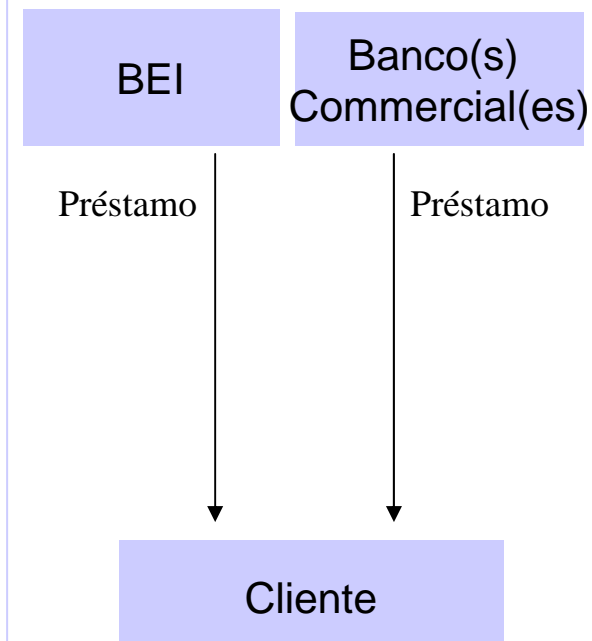 BEI
Banco(s)
Commercial(es)
Préstamo
Préstamo
Cliente